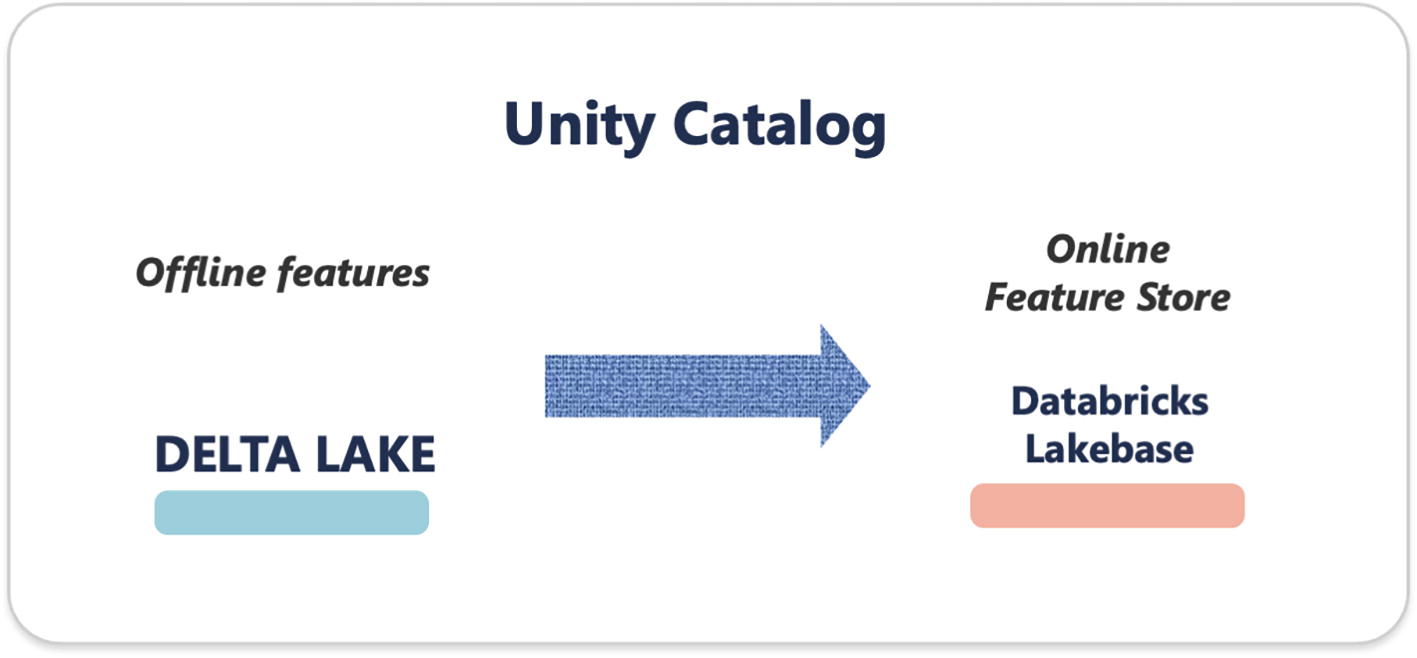 Unity Catalog
Offline features
DELTA LAKE
Online
Feature Store
Databricks
Lakebase